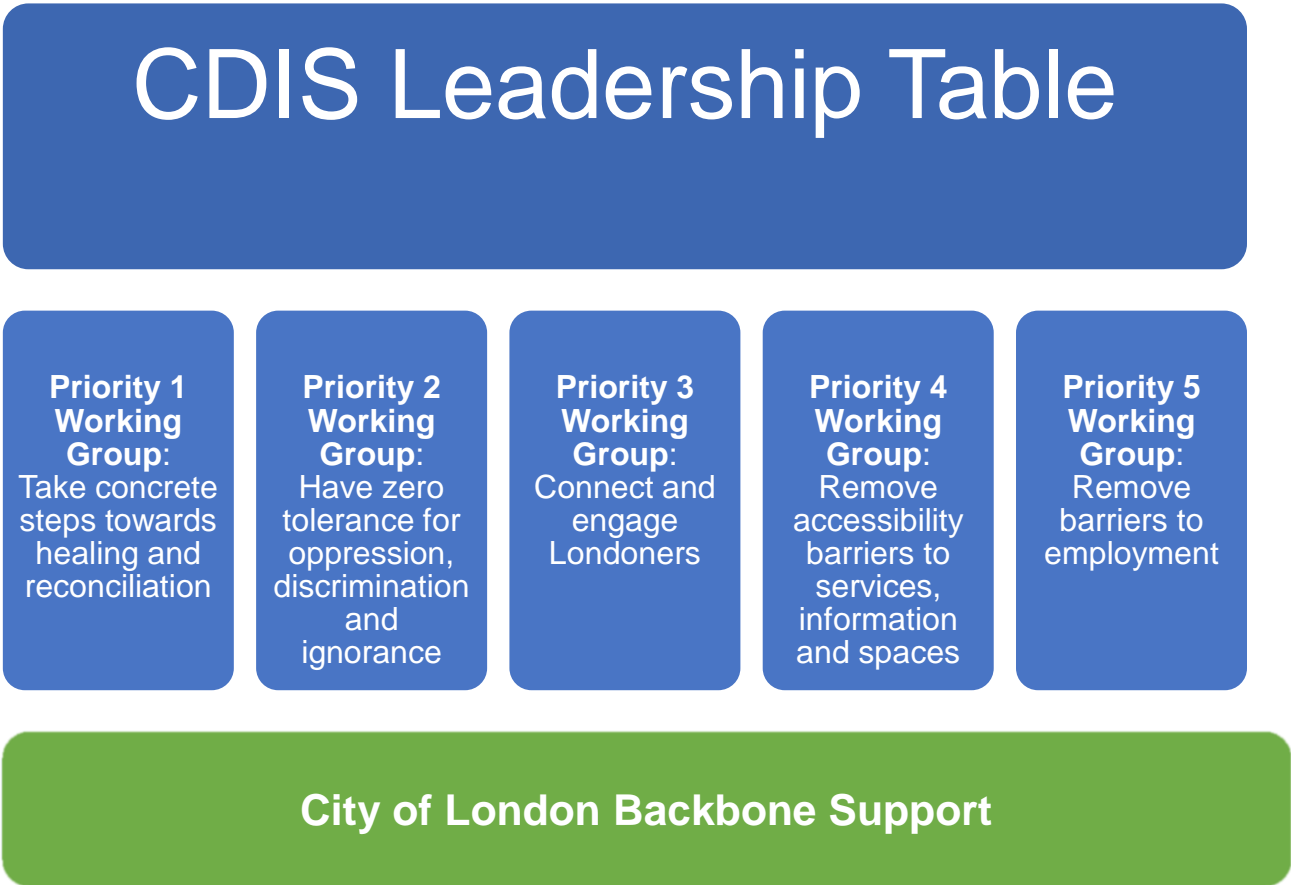 CDIS Leadership Table
Priority 1
Working
Group:
Take concrete
steps towards
healing and
reconciliation
Priority 2
Working
Group:
Have zero
tolerance for
oppression,
discrimination
and
ignorance
Priority 3
Working
Group:
Connect and
engage
Londoners
Priority 4
Working
Group:
Remove
accessibility
barriers to
services,
information
and spaces
Priority 5
Working
Group:
Remove
barriers to
employment
City of London Backbone Support